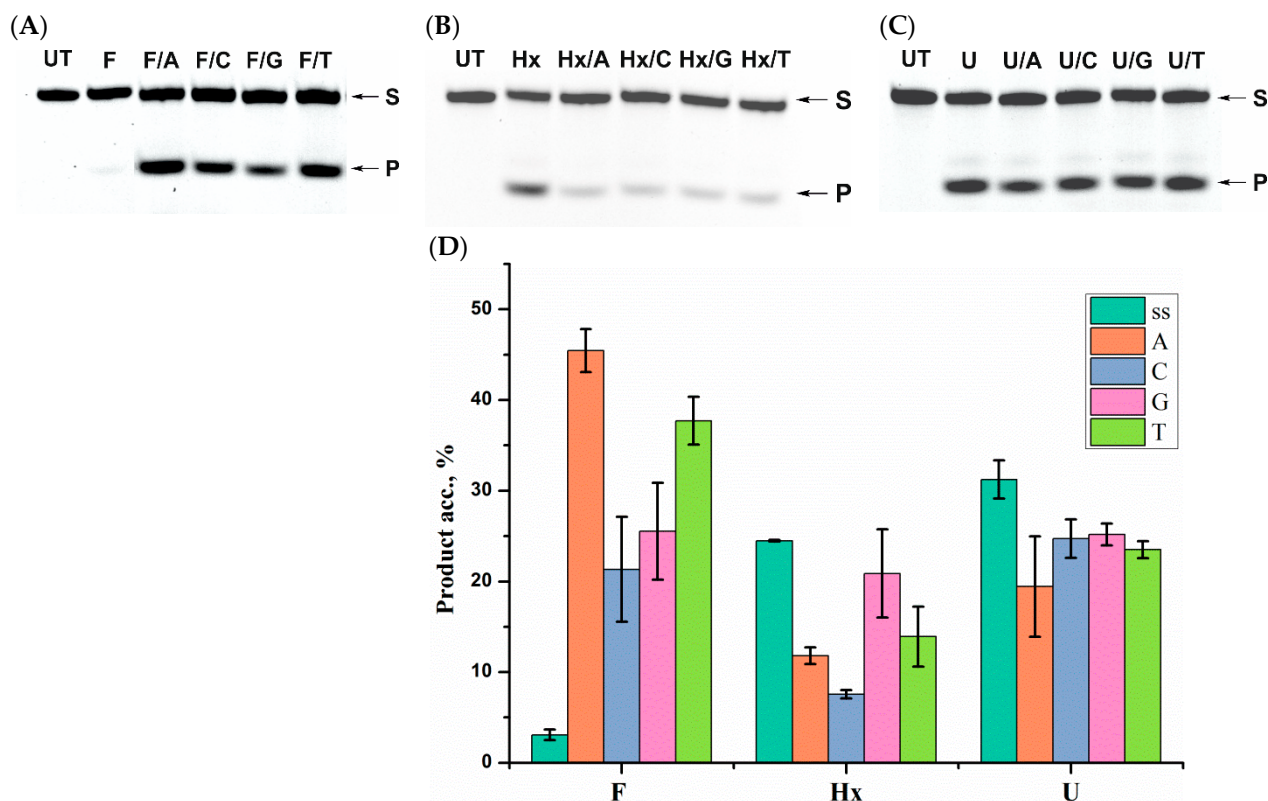 (A)
UT F F/A F/C F/G F/T
S
P
(B)
UT Hx Hx/A Hx/C Hx/G Hx/T
S
P
(C)
UT U U/A U/C U/G U/T
S
P
(D)
Product acc., %
50
40
30
20
10
0
F Hx U
ss
A
C
G
T